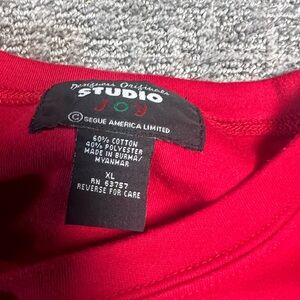 Designers Originals
STUDIO
JOY
© SEGUE AMERICA LIMITED
60% COTTON
40% POLYESTER
MADE IN BURMA/
MYANMAR
XL
RN 63757
REVERSE FOR CARE